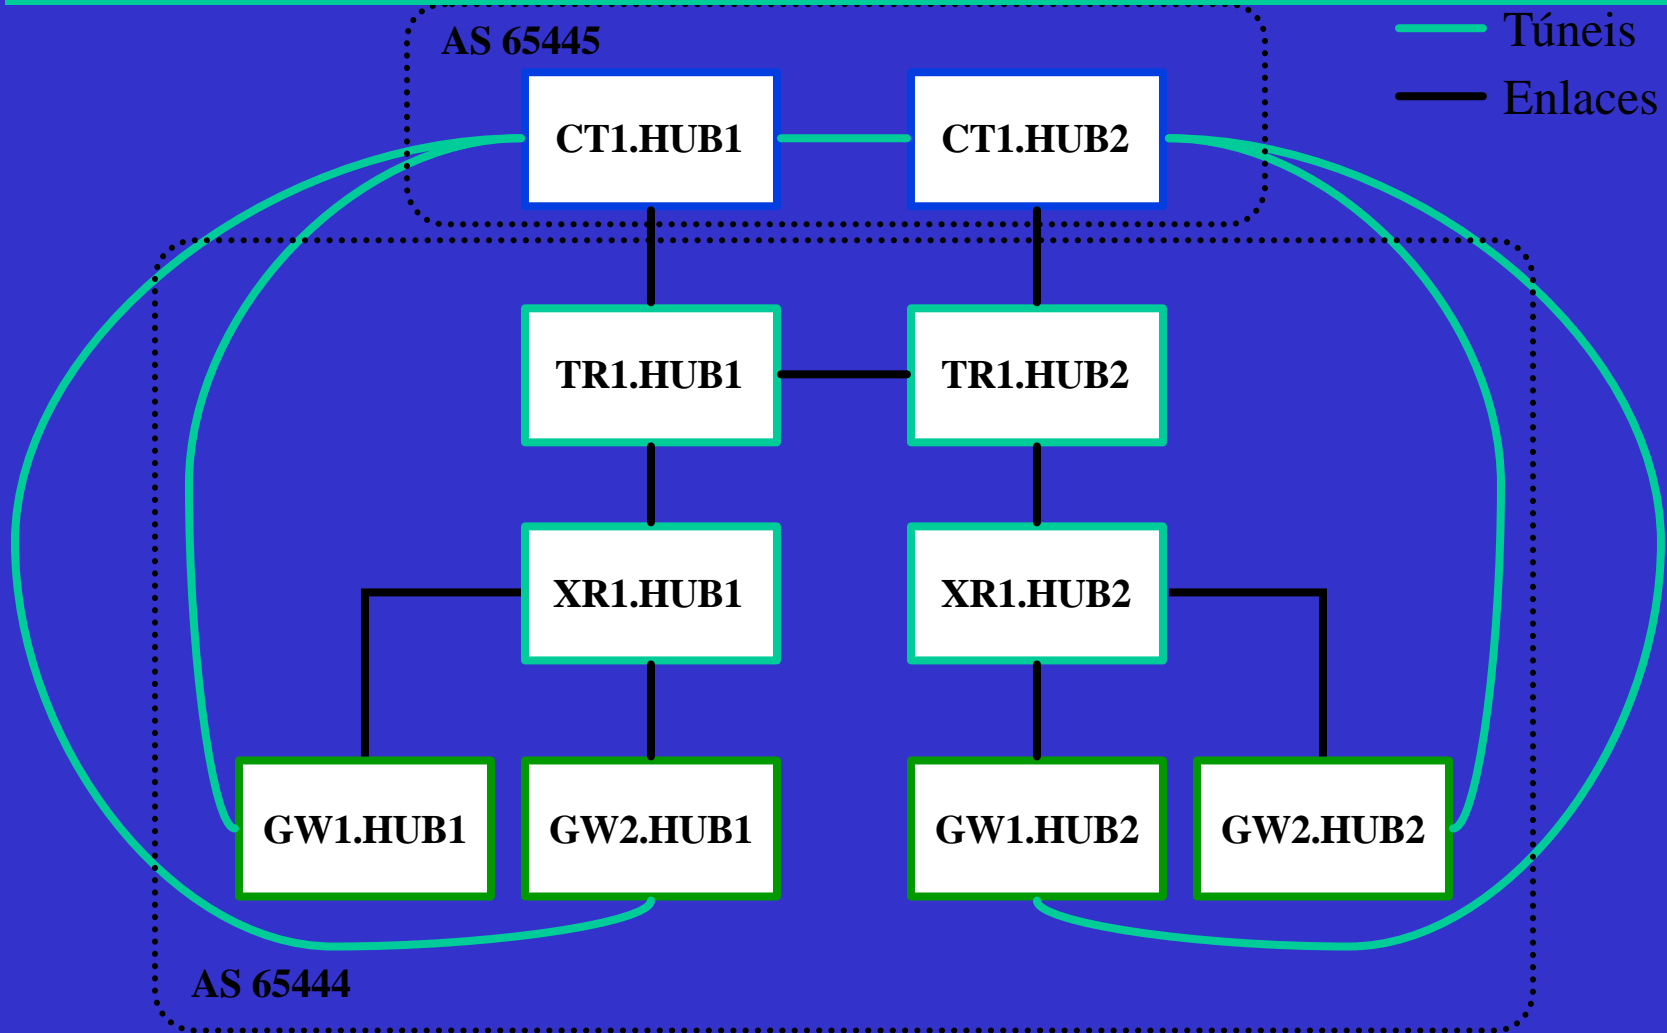 AS 65445
Túneis
Enlaces
CT1.HUB1
CT1.HUB2
TR1.HUB1
TR1.HUB2
XR1.HUB1
XR1.HUB2
GW1.HUB1
GW2.HUB1
GW1.HUB2
GW2.HUB2
AS 65444